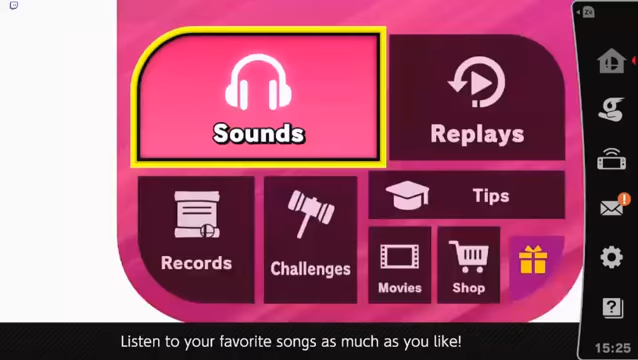 Sounds
Replays
Records
Challenges
Tips
Movies
Shop
Listen to your favorite songs as much as you like!
15:25